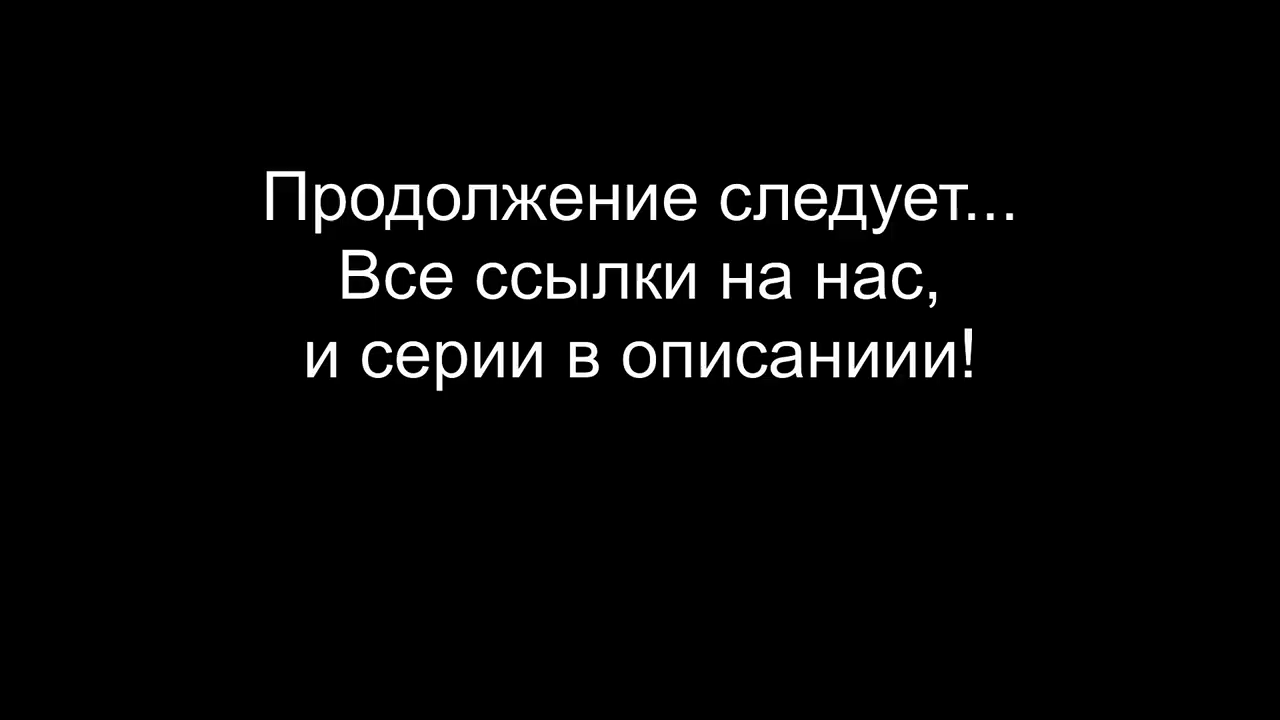 Продолжение следует...
Все ссылки на нас,
и серии в описаниии!